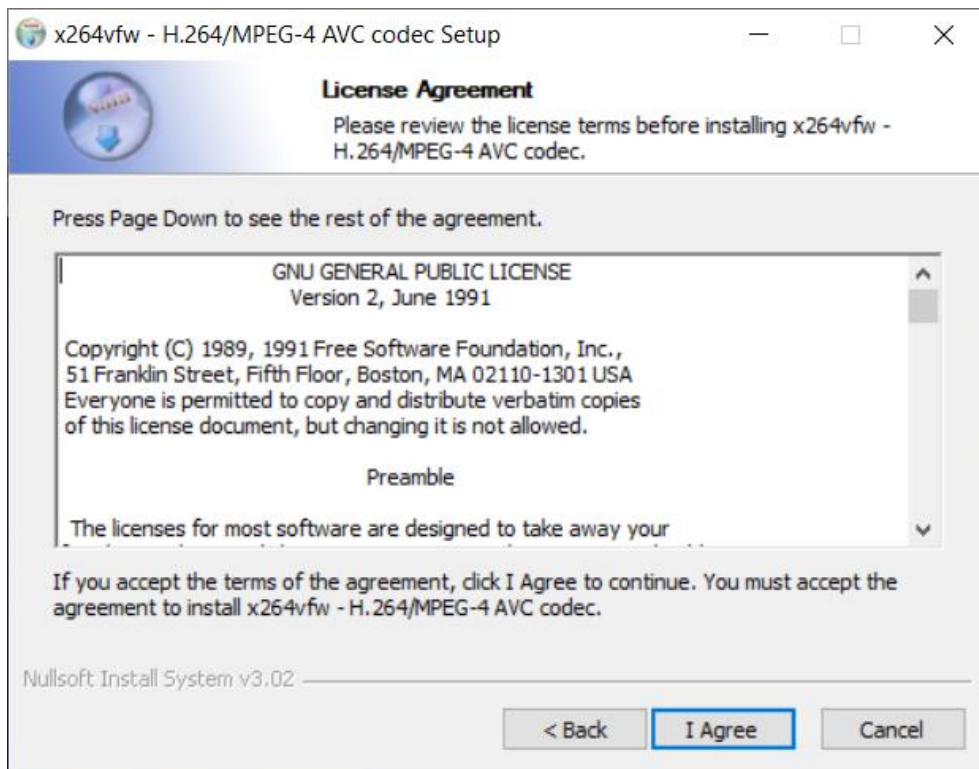 x264vfw - H.264/MPEG-4 AVC codec Setup
License Agreement
Please review the license terms before installing x264vfw -
H.264/MPEG-4 AVC codec.
Press Page Down to see the rest of the agreement.
GNU GENERAL PUBLIC LICENSE
Version 2, June 1991
Copyright (C) 1989, 1991 Free Software Foundation, Inc.,
51 Franklin Street, Fifth Floor, Boston, MA 02110-1301 USA
Everyone is permitted to copy and distribute verbatim copies
of this license document, but changing it is not allowed.
Preamble
The licenses for most software are designed to take away your
If you accept the terms of the agreement, click I Agree to continue. You must accept the
agreement to install x264vfw - H.264/MPEG-4 AVC codec.
Nullsoft Install System v3.02
< Back
I Agree
Cancel